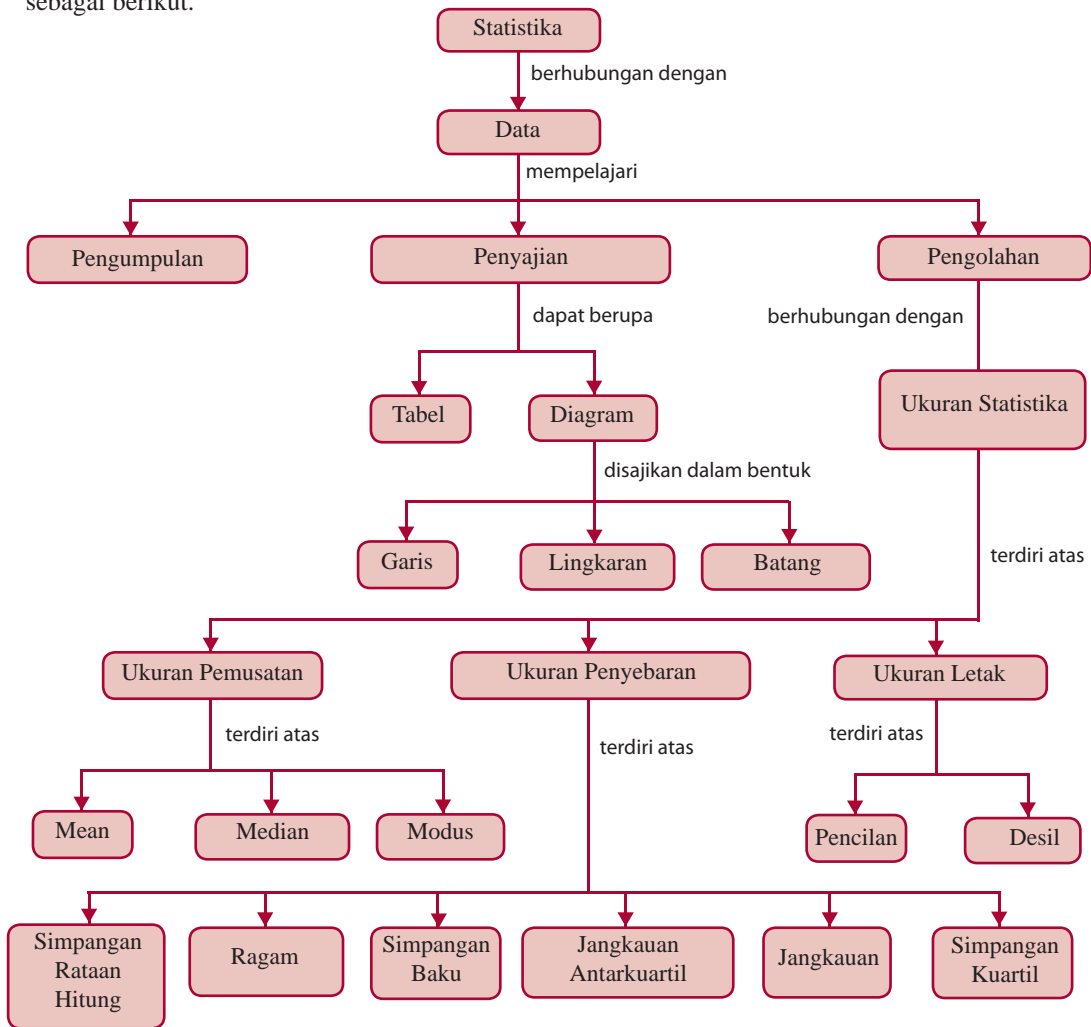 sebagai berikut.
Statistika
berhubungan dengan
Data
mempelajari
Pengumpulan
Penyajian
Pengolahan
dapat berupa
berhubungan dengan
Tabel
Diagram
Ukuran Statistika
disajikan dalam bentuk
Garis
Lingkaran
Batang
terdiri atas
Ukuran Pemusatan
Ukuran Penyebaran
Ukuran Letak
terdiri atas
terdiri atas
terdiri atas
Mean
Median
Modus
Pencilan
Desil
Simpangan
Rataan
Hitung
Ragam
Simpangan
Baku
Jangkauan
Antarkuartil
Jangkauan
Simpangan
Kuartil